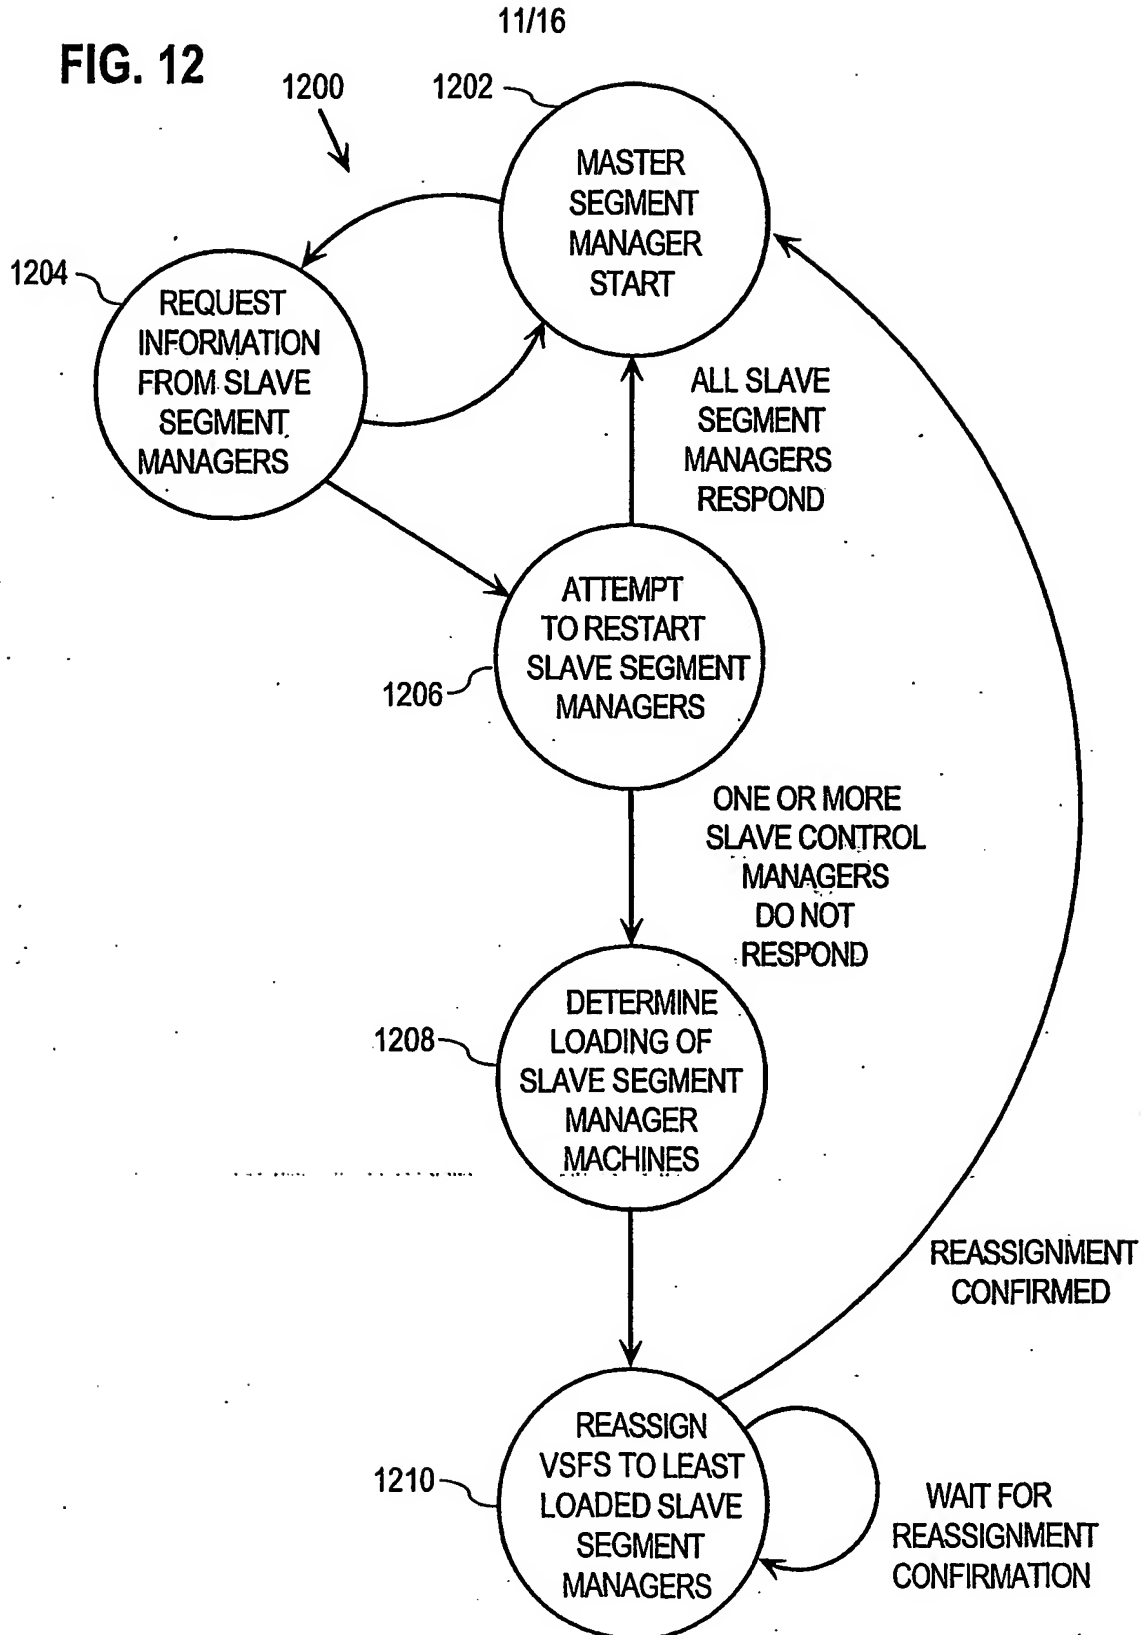 11/16
FIG. 12
1200
1202
MASTER
SEGMENT
MANAGER
START
1204
REQUEST
INFORMATION
FROM SLAVE
SEGMENT
MANAGERS
ALL SLAVE
SEGMENT
MANAGERS
RESPOND
ATTEMPT
TO RESTART
SLAVE SEGMENT
MANAGERS
1206
ONE OR MORE
SLAVE CONTROL
MANAGERS
DO NOT
RESPOND
DETERMINE
LOADING OF
SLAVE SEGMENT
MANAGER
MACHINES
1208
REASSIGNMENT
CONFIRMED
REASSIGN
VSFS TO LEAST
LOADED SLAVE
SEGMENT
MANAGERS
1210
WAIT FOR
REASSIGNMENT
CONFIRMATION